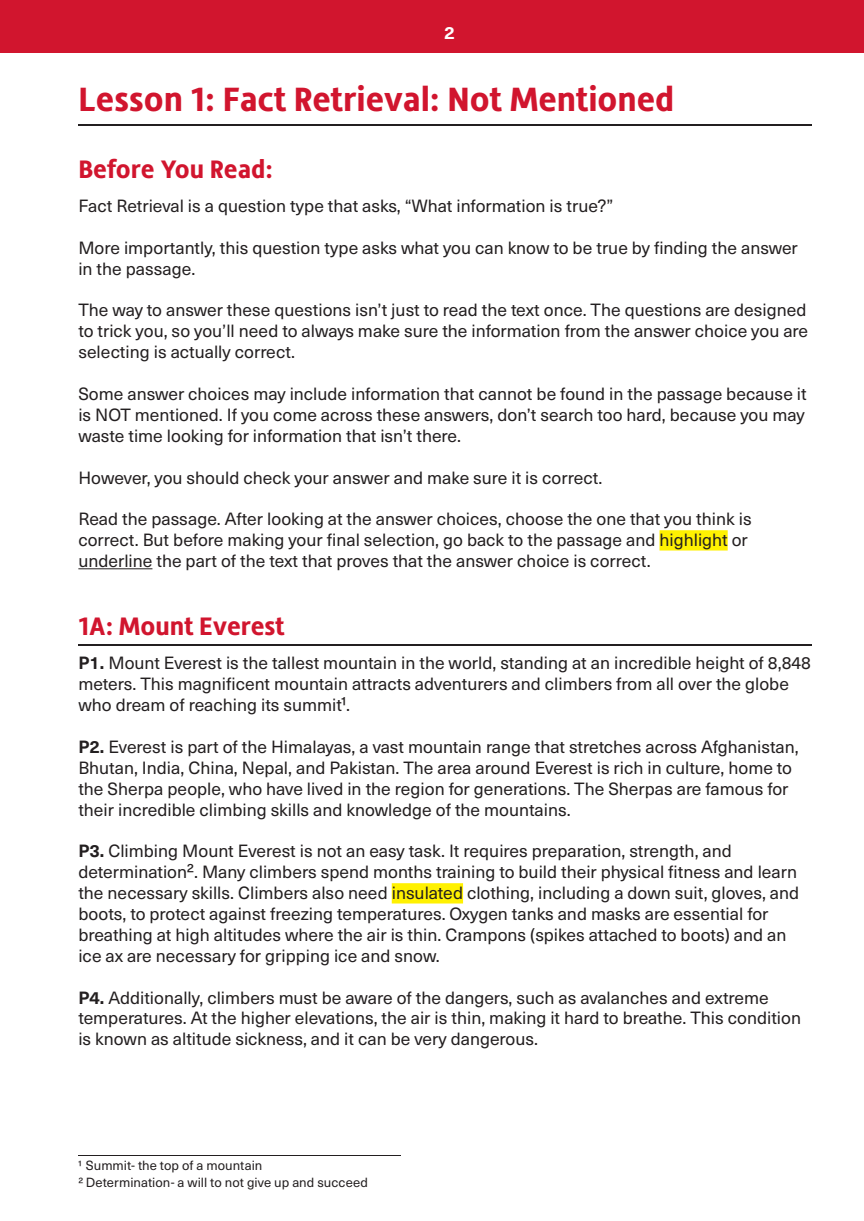 2
Lesson 1: Fact Retrieval: Not Mentioned
Before You Read:
Fact Retrieval is a question type that asks, “What information is true?”
More importantly, this question type asks what you can know to be true by finding the answer
in the passage.
The way to answer these questions isn’t just to read the text once. The questions are designed
to trick you, so you’ll need to always make sure the information from the answer choice you are
selecting is actually correct.
Some answer choices may include information that cannot be found in the passage because it
is NOT mentioned. If you come across these answers, don’t search too hard, because you may
waste time looking for information that isn’t there.
However, you should check your answer and make sure it is correct.
Read the passage. After looking at the answer choices, choose the one that you think is
correct. But before making your final selection, go back to the passage and highlight or
underline the part of the text that proves that the answer choice is correct.
1A: Mount Everest
P1. Mount Everest is the tallest mountain in the world, standing at an incredible height of 8,848
meters. This magnificent mountain attracts adventurers and climbers from all over the globe
who dream of reaching its summit¹.
P2. Everest is part of the Himalayas, a vast mountain range that stretches across Afghanistan,
Bhutan, India, China, Nepal, and Pakistan. The area around Everest is rich in culture, home to
the Sherpa people, who have lived in the region for generations. The Sherpas are famous for
their incredible climbing skills and knowledge of the mountains.
P3. Climbing Mount Everest is not an easy task. It requires preparation, strength, and
determination². Many climbers spend months training to build their physical fitness and learn
the necessary skills. Climbers also need insulated clothing, including a down suit, gloves, and
boots, to protect against freezing temperatures. Oxygen tanks and masks are essential for
breathing at high altitudes where the air is thin. Crampons (spikes attached to boots) and an
ice ax are necessary for gripping ice and snow.
P4. Additionally, climbers must be aware of the dangers, such as avalanches and extreme
temperatures. At the higher elevations, the air is thin, making it hard to breathe. This condition
is known as altitude sickness, and it can be very dangerous.
¹ Summit- the top of a mountain
² Determination- a will to not give up and succeed